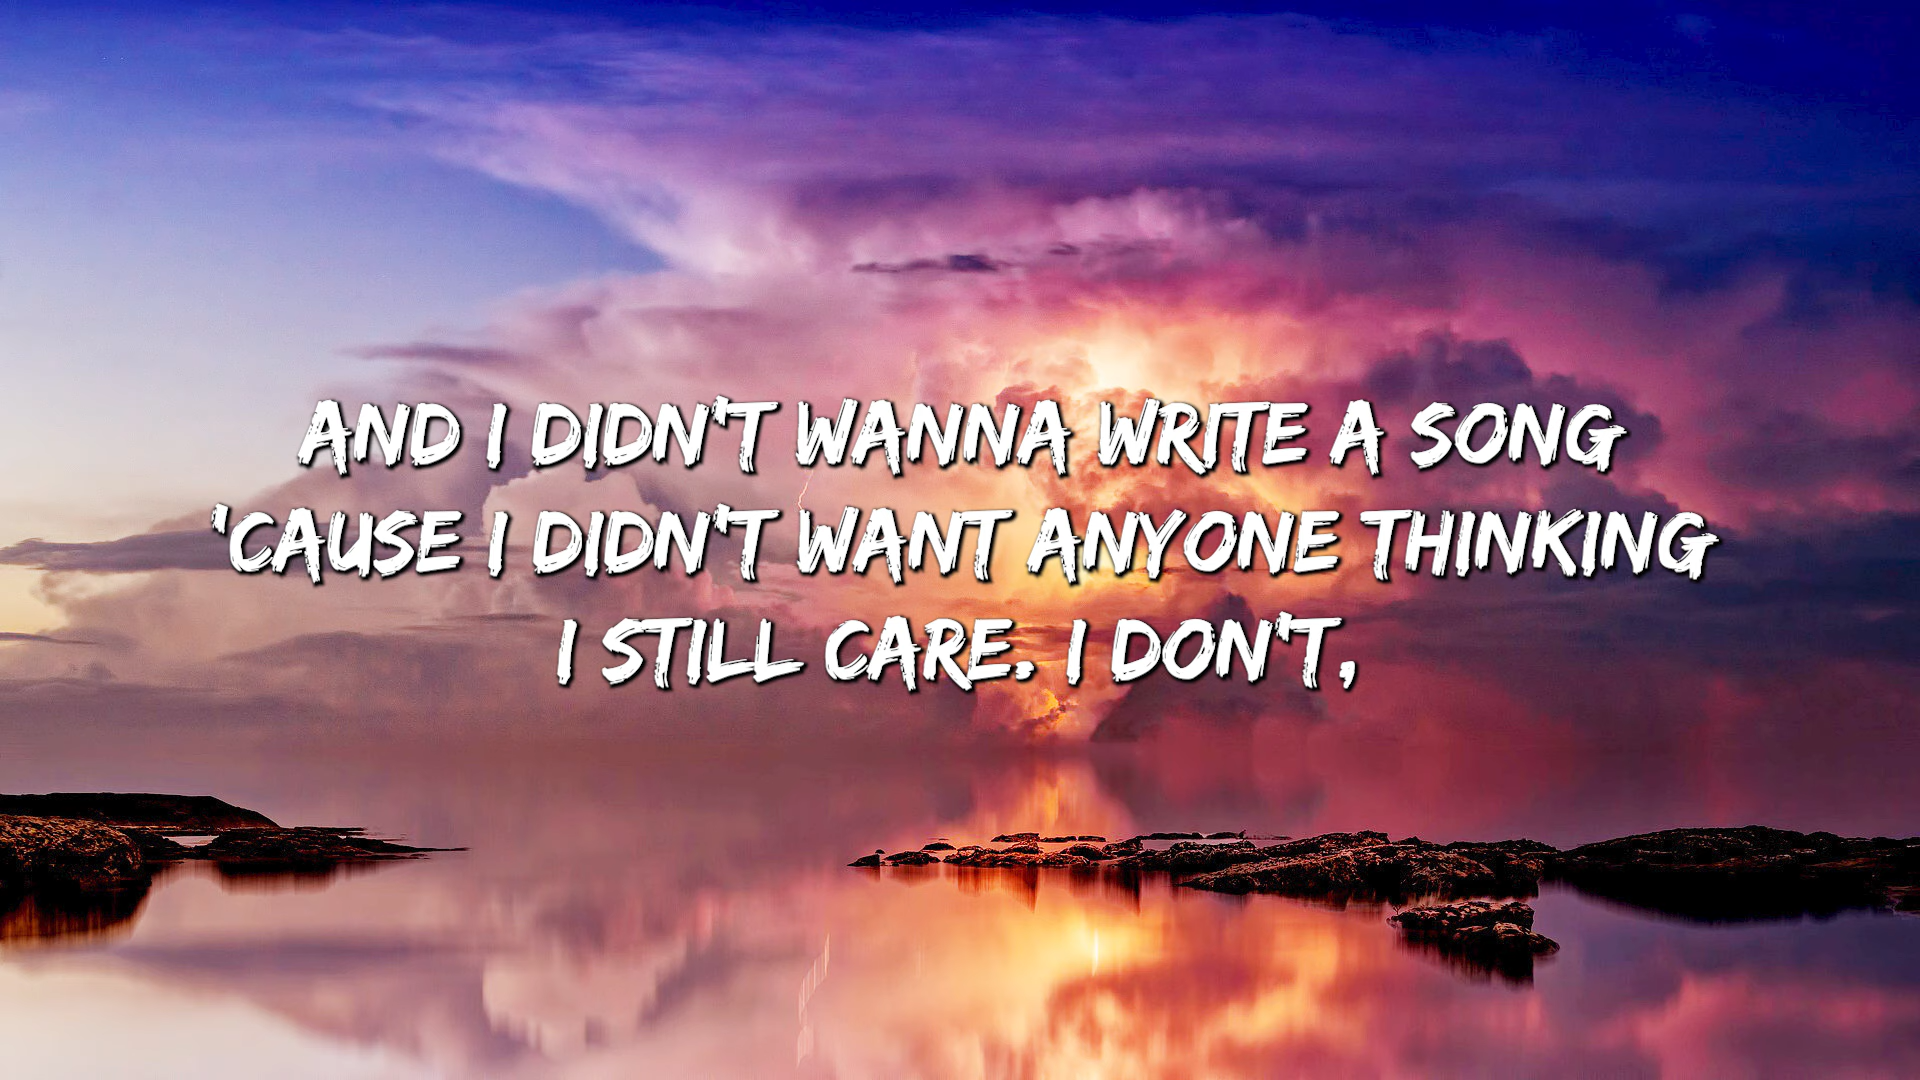 AND I DIDN'T WANNA WRITE A SONG
'CAUSE I DIDN'T WANT ANYONE THINKING
I STILL CARE. I DON'T,